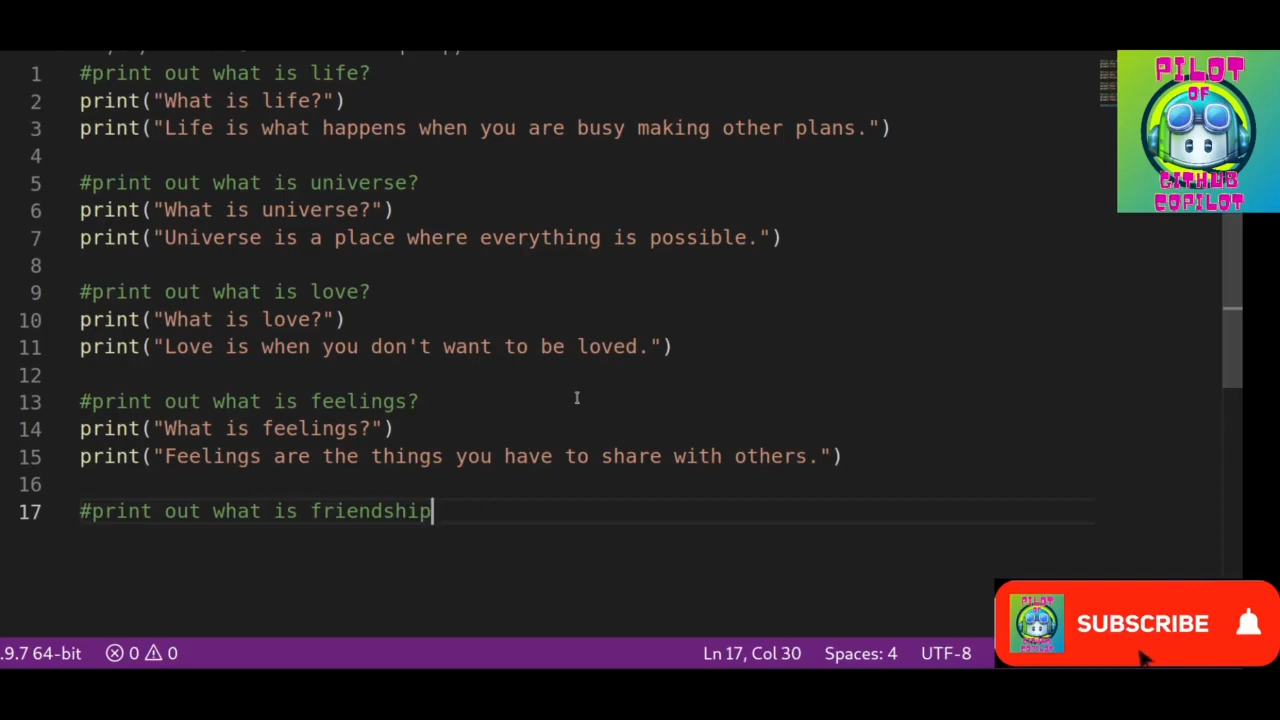 1 #print out what is life?
2 print("What is life?")
3 print("Life is what happens when you are busy making other plans.")
4
5 #print out what is universe?
6 print("What is universe?")
7 print("Universe is a place where everything is possible.")
8
9 #print out what is love?
10 print("What is love?")
11 print("Love is when you don't want to be loved.")
12
13 #print out what is feelings?
14 print("What is feelings?")
15 print("Feelings are the things you have to share with others.")
16
17 #print out what is friendship
PILOT
OF
GITHUB
COPILOT
SUBSCRIBE
.9.7 64-bit 0 0 Ln 17, Col 30 Spaces: 4 UTF-8